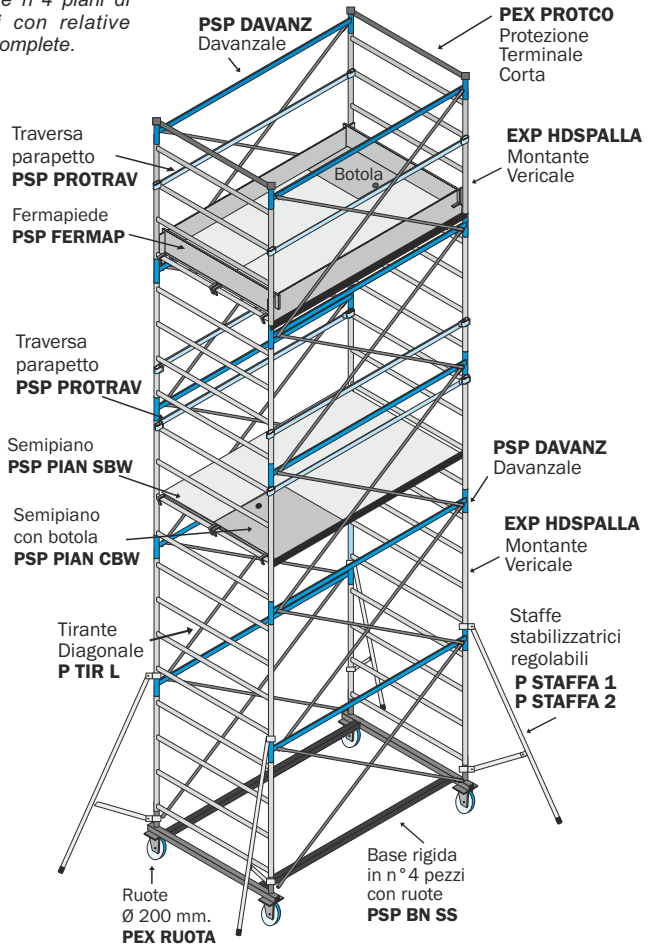 e n°4 piani di
i con relative
omplete.
PSP DAVANZ
Davanzale
PEX PROTCO
Protezione
Terminale
Corta
Traversa
parapetto
PSP PROTRAV
EXP HDSPALLA
Montante
Vericale
Botola
Fermapiede
PSP FERMAP
Traversa
parapetto
PSP PROTRAV
Semipiano
PSP PIAN SBW
PSP DAVANZ
Davanzale
Semipiano
con botola
PSP PIAN CBW
EXP HDSPALLA
Montante
Vericale
Tirante
Diagonale
P TIR L
Staffe
stabilizzatrici
regolabili
P STAFFA 1
P STAFFA 2
Base rigida
in n°4 pezzi
con ruote
PSP BN SS
Ruote
Ø 200 mm.
PEX RUOTA